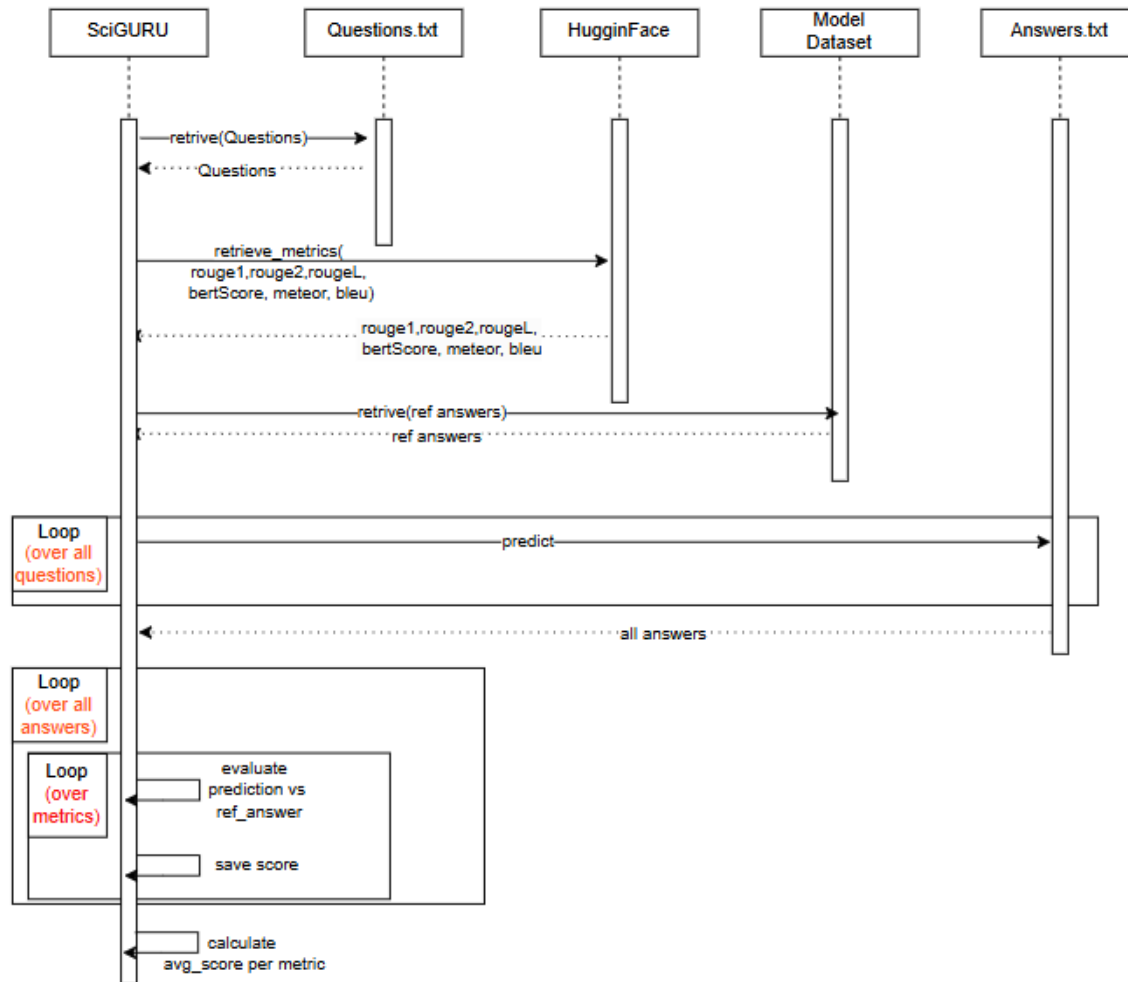 SciGURU
Questions.txt
HugginFace
Model
Dataset
Answers.txt
retrive(Questions)
Questions
retrieve_metrics(
rouge1,rouge2,rougeL,
bertScore, meteor, bleu)
rouge1,rouge2,rougeL,
bertScore, meteor, bleu
retrive(ref answers)
ref answers
Loop
(over all
questions)
predict
all answers
Loop
(over all
answers)
Loop
(over
metrics)
evaluate
prediction vs
ref_answer
save score
calculate
avg_score per metric